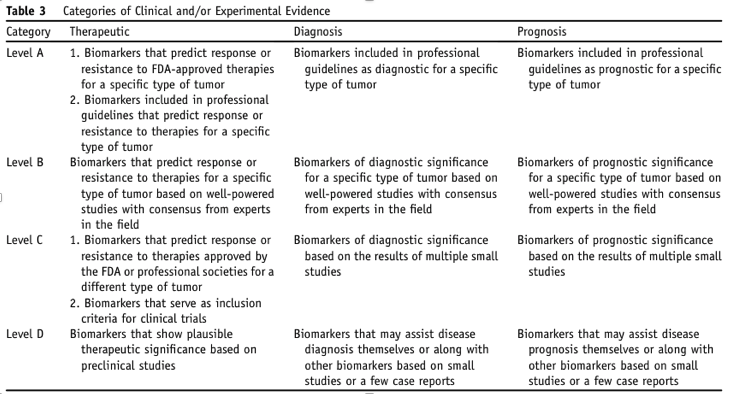 Table 3 Categories of Clinical and/or Experimental Evidence
Category Therapeutic Diagnosis Prognosis
Level A 1. Biomarkers that predict response or Biomarkers included in professional Biomarkers included in professional
resistance to FDA-approved therapies guidelines as diagnostic for a specific guidelines as prognostic for a specific
for a specific type of tumor type of tumor type of tumor
2. Biomarkers included in professional
guidelines that predict response or
resistance to therapies for a specific
type of tumor
Level B Biomarkers that predict response or Biomarkers of diagnostic significance Biomarkers of prognostic significance
resistance to therapies for a specific for a specific type of tumor based on for a specific type of tumor based on
type of tumor based on well-powered well-powered studies with consensus well-powered studies with consensus
studies with consensus from experts from experts in the field from experts in the field
in the field
Level C 1. Biomarkers that predict response or Biomarkers of diagnostic significance Biomarkers of prognostic significance
resistance to therapies approved by based on the results of multiple small based on the results of multiple small
the FDA or professional societies for a studies studies
different type of tumor
2. Biomarkers that serve as inclusion
criteria for clinical trials
Level D Biomarkers that show plausible Biomarkers that may assist disease Biomarkers that may assist disease
therapeutic significance based on diagnosis themselves or along with prognosis themselves or along with
preclinical studies other biomarkers based on small other biomarkers based on small
studies or a few case reports studies or a few case reports